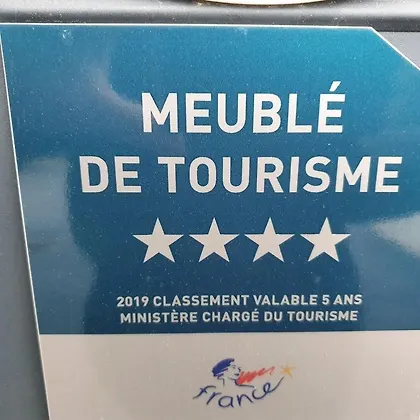 MEUBLÉ
DE TOURISME
2019 CLASSEMENT VALABLE 5 ANS
MINISTÈRE CHARGÉ DU TOURISME
france